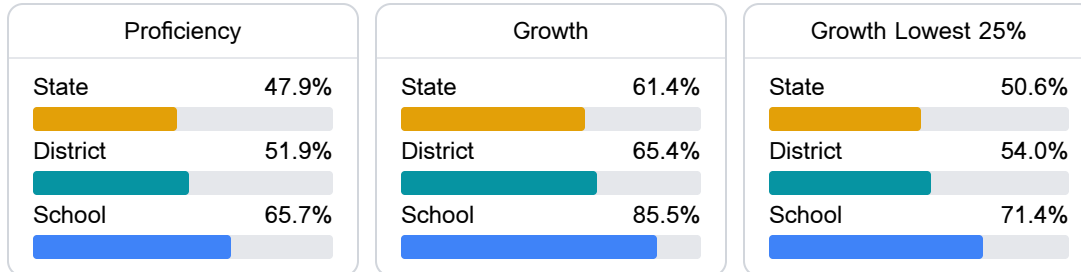 Proficiency
State 47.9%
District 51.9%
School 65.7%
Growth
State 61.4%
District 65.4%
School 85.5%
Growth Lowest 25%
State 50.6%
District 54.0%
School 71.4%